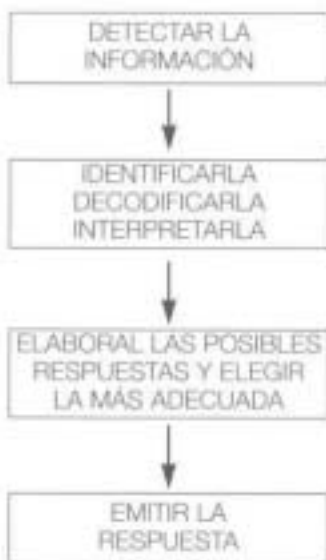 DETECTAR LA
INFORMACIÓN
IDENTIFICARLA
DECODIFICARLA
INTERPRETARLA
ELABORAL LAS POSIBLES
RESPUESTAS Y ELEGIR
LA MÁS ADECUADA
EMITIR LA
RESPUESTA